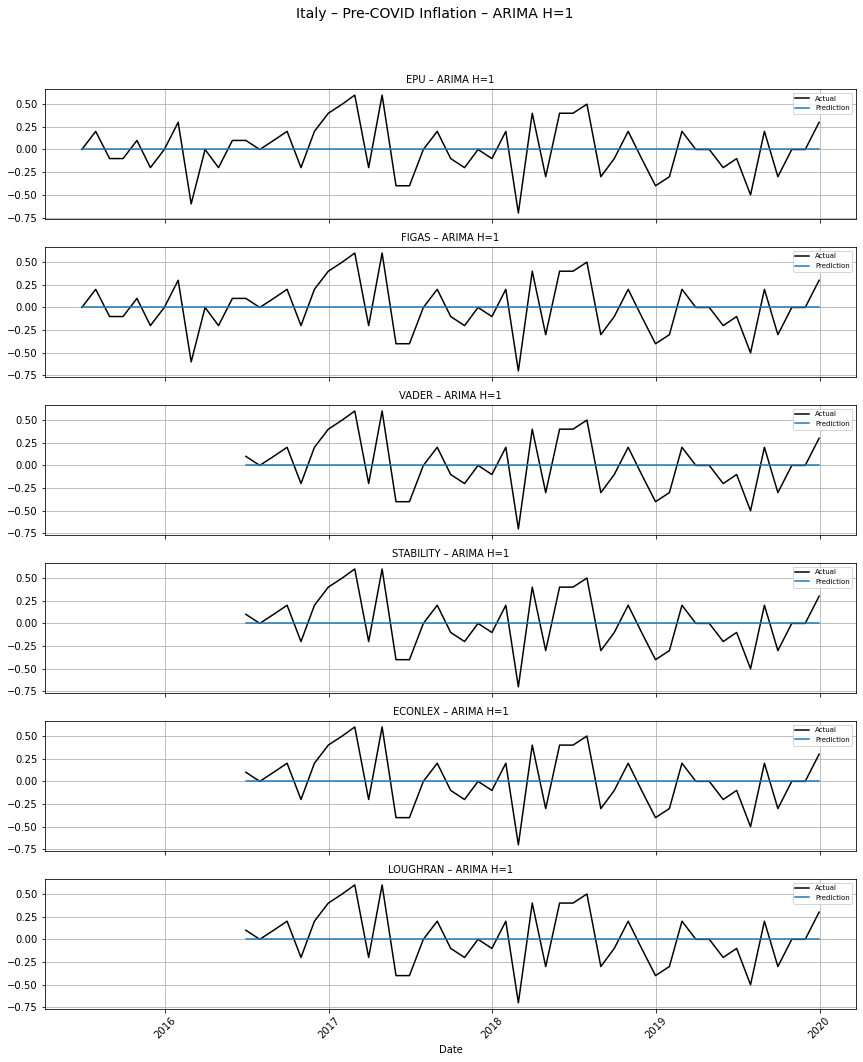 Italy – Pre-COVID Inflation – ARIMA H=1
EPU – ARIMA H=1
Actual
Prediction
0.50
0.25
0.00
−0.25
−0.50
−0.75
FIGAS – ARIMA H=1
Actual
Prediction
0.50
0.25
0.00
−0.25
−0.50
−0.75
VADER – ARIMA H=1
Actual
Prediction
0.50
0.25
0.00
−0.25
−0.50
−0.75
STABILITY – ARIMA H=1
Actual
Prediction
0.50
0.25
0.00
−0.25
−0.50
−0.75
ECONLEX – ARIMA H=1
Actual
Prediction
0.50
0.25
0.00
−0.25
−0.50
−0.75
LOUGHRAN – ARIMA H=1
Actual
Prediction
0.50
0.25
0.00
−0.25
−0.50
−0.75
2016 2017 2018 2019 2020
Date